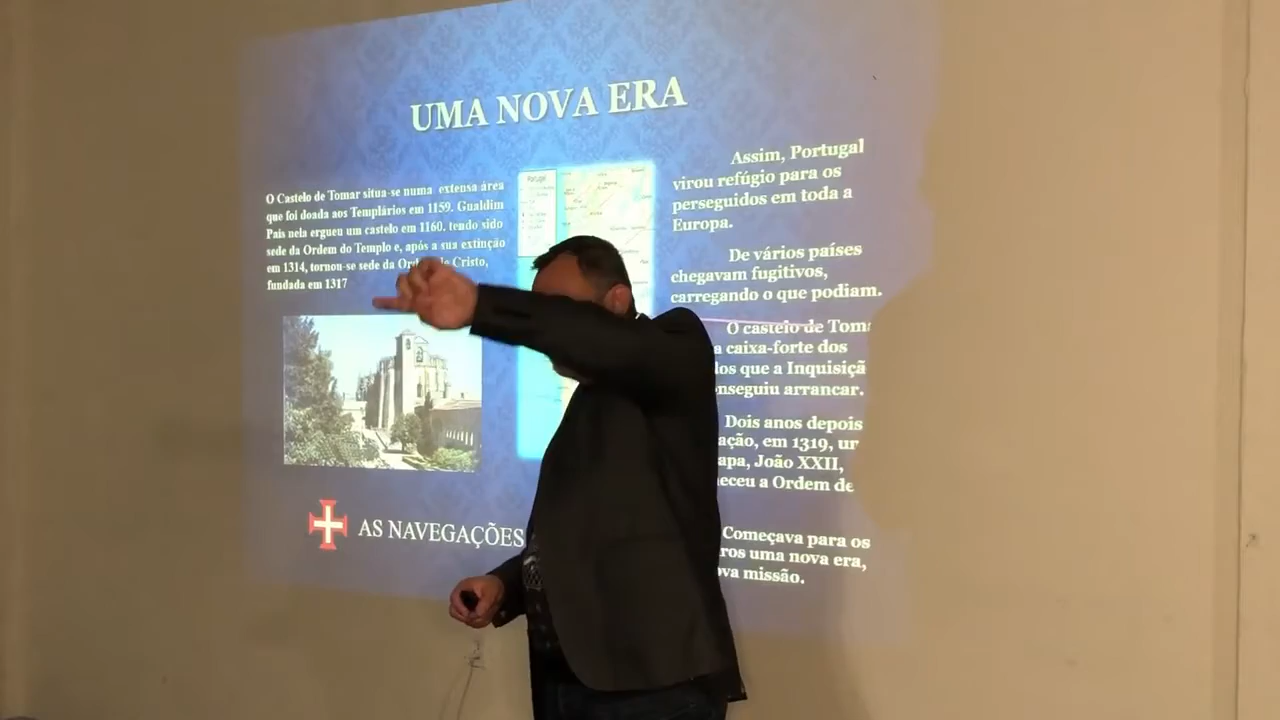 UMA NOVA ERA
O Castelo de Tomar situa-se numa extensa área
que foi doada aos Templários em 1159. Gualdim
Pais nela ergueu um castelo em 1160. tendo sido
sede da Ordem do Templo e, após a sua extinção
em 1314, tornou-se sede da Cristo,
fundada em 1317
Portugal
Assim, Portugal
virou refúgio para os
perseguidos em toda a
Europa.
De vários países
chegavam fugitivos,
carregando o que podiam.
O castelo de
a caixa-forte dos
que a
arrancar.
Dois anos depois
em 1319,
João XXII,
a Ordem de
Começava para os
uma nova era,
missão.
AS NAVEGAÇÕES